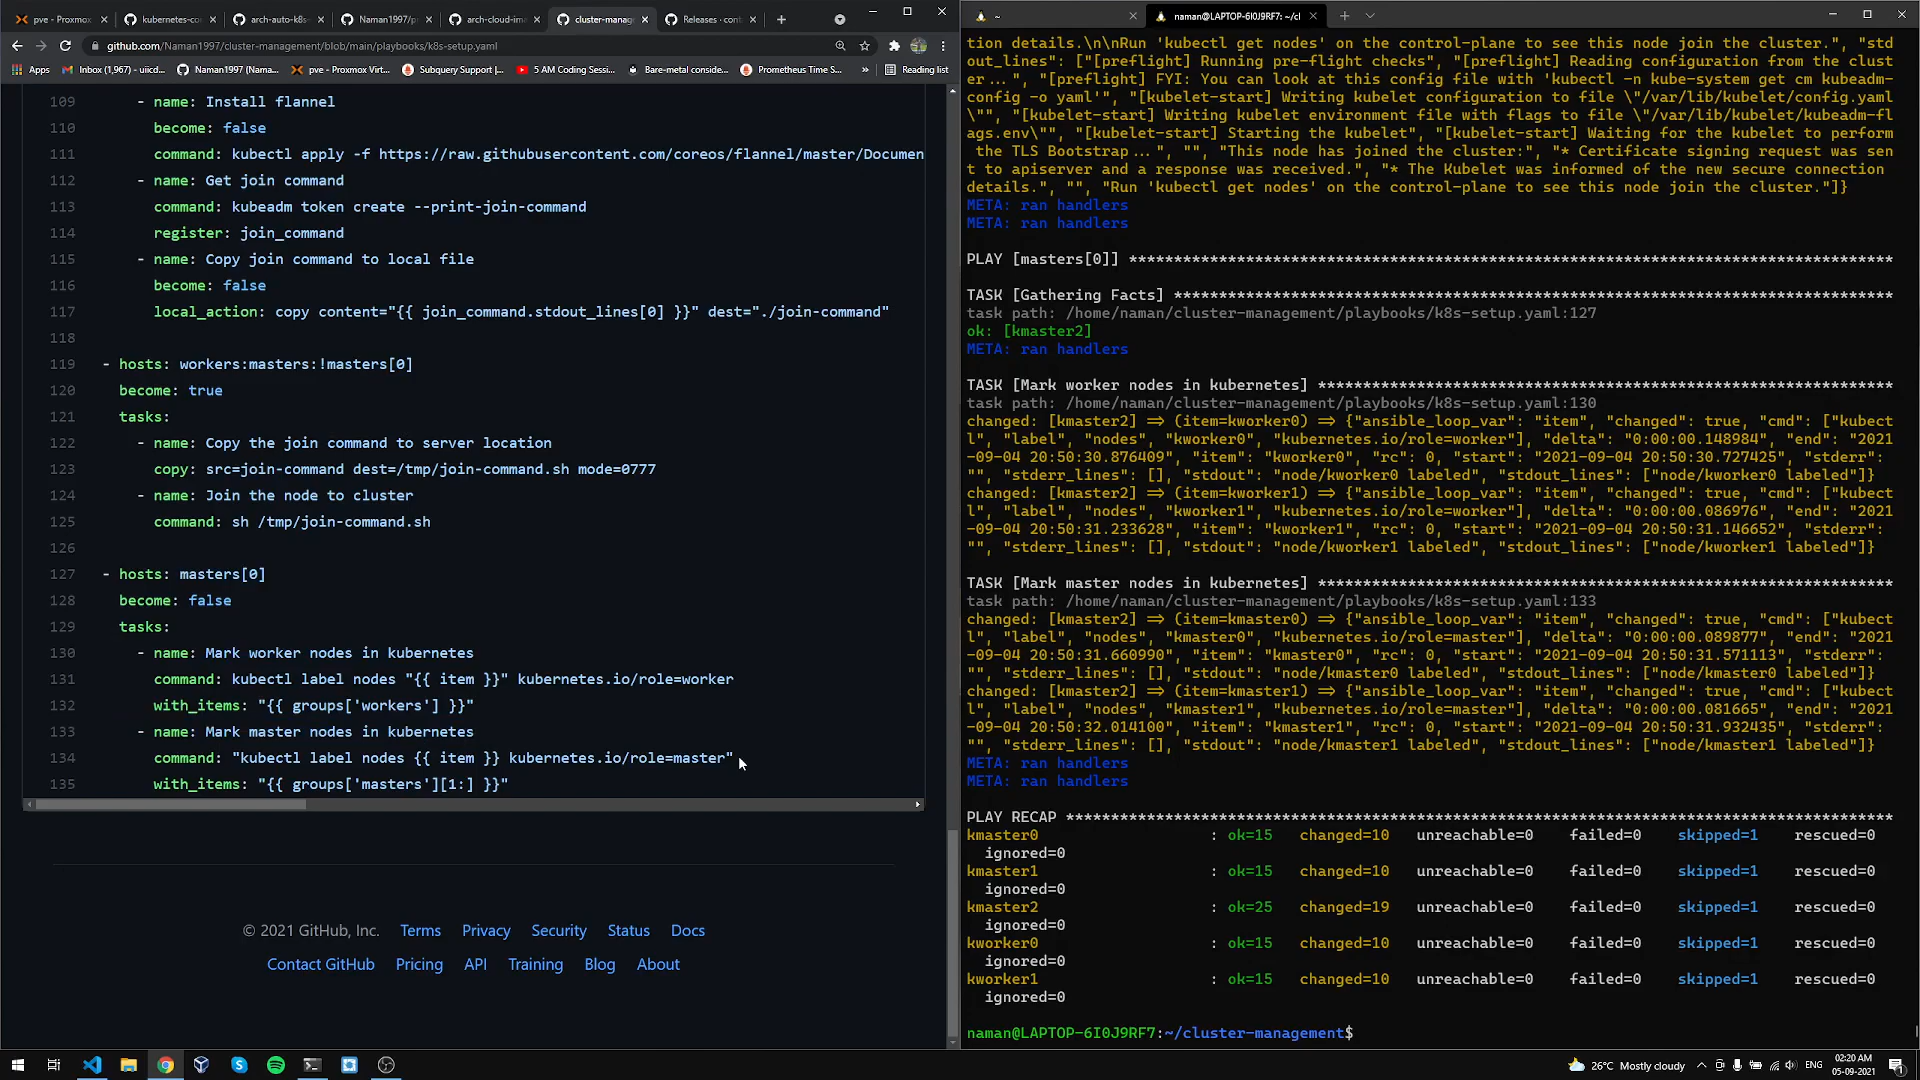 pve - Proxmox
kubernetes-co
arch-auto-k8s-
Naman1997/p
arch-cloud-ima
cluster-manag
Releases · cont
github.com/Naman1997/cluster-management/blob/main/playbooks/k8s-setup.yaml
Apps
Inbox (1,967) - uiicd...
Naman1997 (Nama...
pve - Proxmox Virt...
Subquery Support |...
5 AM Coding Sessi...
Bare-metal conside...
Prometheus Time S...
»
Reading list
109 - name: Install flannel
110 become: false
111 command: kubectl apply -f https://raw.githubusercontent.com/coreos/flannel/master/Documen
112 - name: Get join command
113 command: kubeadm token create --print-join-command
114 register: join_command
115 - name: Copy join command to local file
116 become: false
117 local_action: copy content="{{ join_command.stdout_lines[0] }}" dest="./join-command"
118
119 - hosts: workers:masters:!masters[0]
120 become: true
121 tasks:
122 - name: Copy the join command to server location
123 copy: src=join-command dest=/tmp/join-command.sh mode=0777
124 - name: Join the node to cluster
125 command: sh /tmp/join-command.sh
126
127 - hosts: masters[0]
128 become: false
129 tasks:
130 - name: Mark worker nodes in kubernetes
131 command: kubectl label nodes "{{ item }}" kubernetes.io/role=worker
132 with_items: "{{ groups['workers'] }}"
133 - name: Mark master nodes in kubernetes
134 command: "kubectl label nodes {{ item }} kubernetes.io/role=master"
135 with_items: "{{ groups['masters'][1:] }}"
© 2021 GitHub, Inc. Terms Privacy Security Status Docs
Contact GitHub Pricing API Training Blog About
~
naman@LAPTOP-6I0J9RF7: ~/cl
tion details.\n\nRun 'kubectl get nodes' on the control-plane to see this node join the cluster.", "std
out_lines": ["[preflight] Running pre-flight checks", "[preflight] Reading configuration from the clust
er...", "[preflight] FYI: You can look at this config file with 'kubectl -n kube-system get cm kubeadm-
config -o yaml'", "[kubelet-start] Writing kubelet configuration to file \"/var/lib/kubelet/config.yaml
\"", "[kubelet-start] Writing kubelet environment file with flags to file \"/var/lib/kubelet/kubeadm-fl
ags.env\"", "[kubelet-start] Starting the kubelet", "[kubelet-start] Waiting for the kubelet to perform
the TLS Bootstrap...", "", "This node has joined the cluster:", "* Certificate signing request was sen
t to apiserver and a response was received.", "* The Kubelet was informed of the new secure connection
details.", "", "Run 'kubectl get nodes' on the control-plane to see this node join the cluster."]}
META: ran handlers
META: ran handlers
PLAY [masters[0]] *************************************************************************************
TASK [Gathering Facts] ********************************************************************************
task path: /home/naman/cluster-management/playbooks/k8s-setup.yaml:127
ok: [kmaster2]
META: ran handlers
TASK [Mark worker nodes in kubernetes] ****************************************************************
task path: /home/naman/cluster-management/playbooks/k8s-setup.yaml:130
changed: [kmaster2] => (item=kworker0) => {"ansible_loop_var": "item", "changed": true, "cmd": ["kubect
l", "label", "nodes", "kworker0", "kubernetes.io/role=worker"], "delta": "0:00:00.148984", "end": "2021
-09-04 20:50:30.876409", "item": "kworker0", "rc": 0, "start": "2021-09-04 20:50:30.727425", "stderr":
"", "stderr_lines": [], "stdout": "node/kworker0 labeled", "stdout_lines": ["node/kworker0 labeled"]}
changed: [kmaster2] => (item=kworker1) => {"ansible_loop_var": "item", "changed": true, "cmd": ["kubect
l", "label", "nodes", "kworker1", "kubernetes.io/role=worker"], "delta": "0:00:00.086976", "end": "2021
-09-04 20:50:31.233628", "item": "kworker1", "rc": 0, "start": "2021-09-04 20:50:31.146652", "stderr":
"", "stderr_lines": [], "stdout": "node/kworker1 labeled", "stdout_lines": ["node/kworker1 labeled"]}
TASK [Mark master nodes in kubernetes] ****************************************************************
task path: /home/naman/cluster-management/playbooks/k8s-setup.yaml:133
changed: [kmaster2] => (item=kmaster0) => {"ansible_loop_var": "item", "changed": true, "cmd": ["kubect
l", "label", "nodes", "kmaster0", "kubernetes.io/role=master"], "delta": "0:00:00.089877", "end": "2021
-09-04 20:50:31.660990", "item": "kmaster0", "rc": 0, "start": "2021-09-04 20:50:31.571113", "stderr":
"", "stderr_lines": [], "stdout": "node/kmaster0 labeled", "stdout_lines": ["node/kmaster0 labeled"]}
changed: [kmaster2] => (item=kmaster1) => {"ansible_loop_var": "item", "changed": true, "cmd": ["kubect
l", "label", "nodes", "kmaster1", "kubernetes.io/role=master"], "delta": "0:00:00.081665", "end": "2021
-09-04 20:50:32.014100", "item": "kmaster1", "rc": 0, "start": "2021-09-04 20:50:31.932435", "stderr":
"", "stderr_lines": [], "stdout": "node/kmaster1 labeled", "stdout_lines": ["node/kmaster1 labeled"]}
META: ran handlers
META: ran handlers
PLAY RECAP ********************************************************************************************
kmaster0 : ok=15 changed=10 unreachable=0 failed=0 skipped=1 rescued=0
ignored=0
kmaster1 : ok=15 changed=10 unreachable=0 failed=0 skipped=1 rescued=0
ignored=0
kmaster2 : ok=25 changed=19 unreachable=0 failed=0 skipped=1 rescued=0
ignored=0
kworker0 : ok=15 changed=10 unreachable=0 failed=0 skipped=1 rescued=0
ignored=0
kworker1 : ok=15 changed=10 unreachable=0 failed=0 skipped=1 rescued=0
ignored=0
naman@LAPTOP-6I0J9RF7:~/cluster-management$
26°C Mostly cloudy
ENG
02:20 AM
05-09-2021